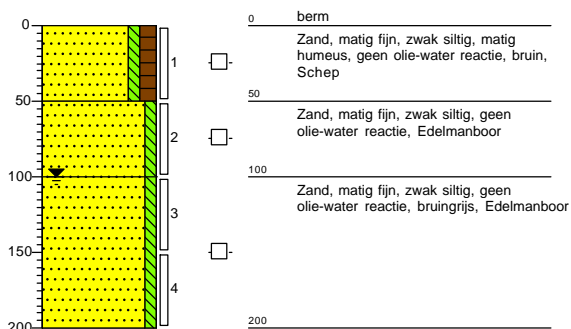 0
50
100
150
200
1
2
3
4
0 berm
Zand, matig fijn, zwak siltig, matig
humeus, geen olie-water reactie, bruin,
Schep
50
Zand, matig fijn, zwak siltig, geen
olie-water reactie, Edelmanboor
100
Zand, matig fijn, zwak siltig, geen
olie-water reactie, bruingrijs, Edelmanboor
200